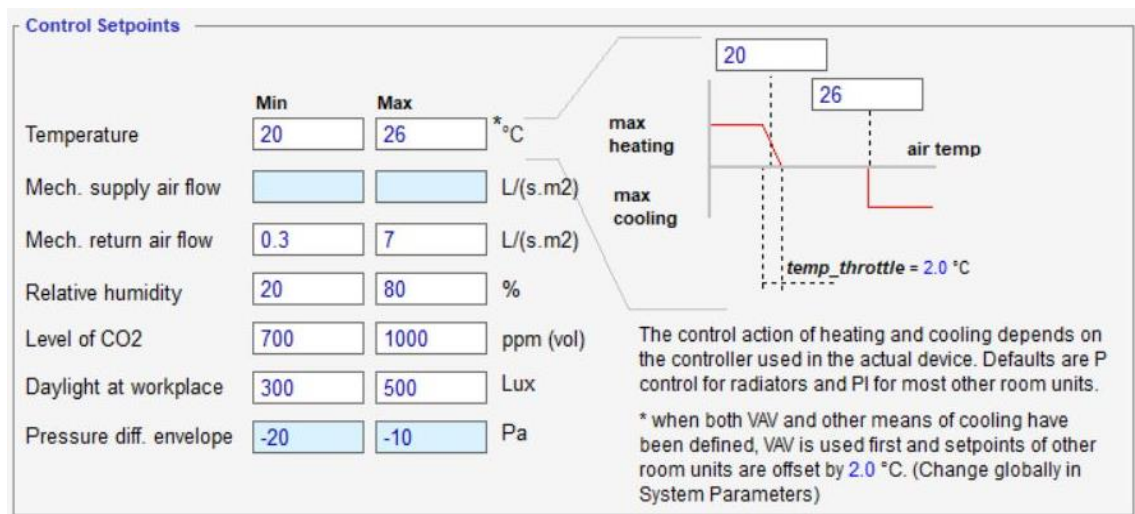 Control Setpoints
Min Max
Temperature 20 26 *°C
Mech. supply air flow L/(s.m2)
Mech. return air flow 0.3 7 L/(s.m2)
Relative humidity 20 80 %
Level of CO2 700 1000 ppm (vol)
Daylight at workplace 300 500 Lux
Pressure diff. envelope -20 -10 Pa
20
26
max
heating
air temp
max
cooling
temp_throttle = 2.0 °C
The control action of heating and cooling depends on
the controller used in the actual device. Defaults are P
control for radiators and PI for most other room units.
* when both VAV and other means of cooling have
been defined, VAV is used first and setpoints of other
room units are offset by 2.0 °C. (Change globally in
System Parameters)